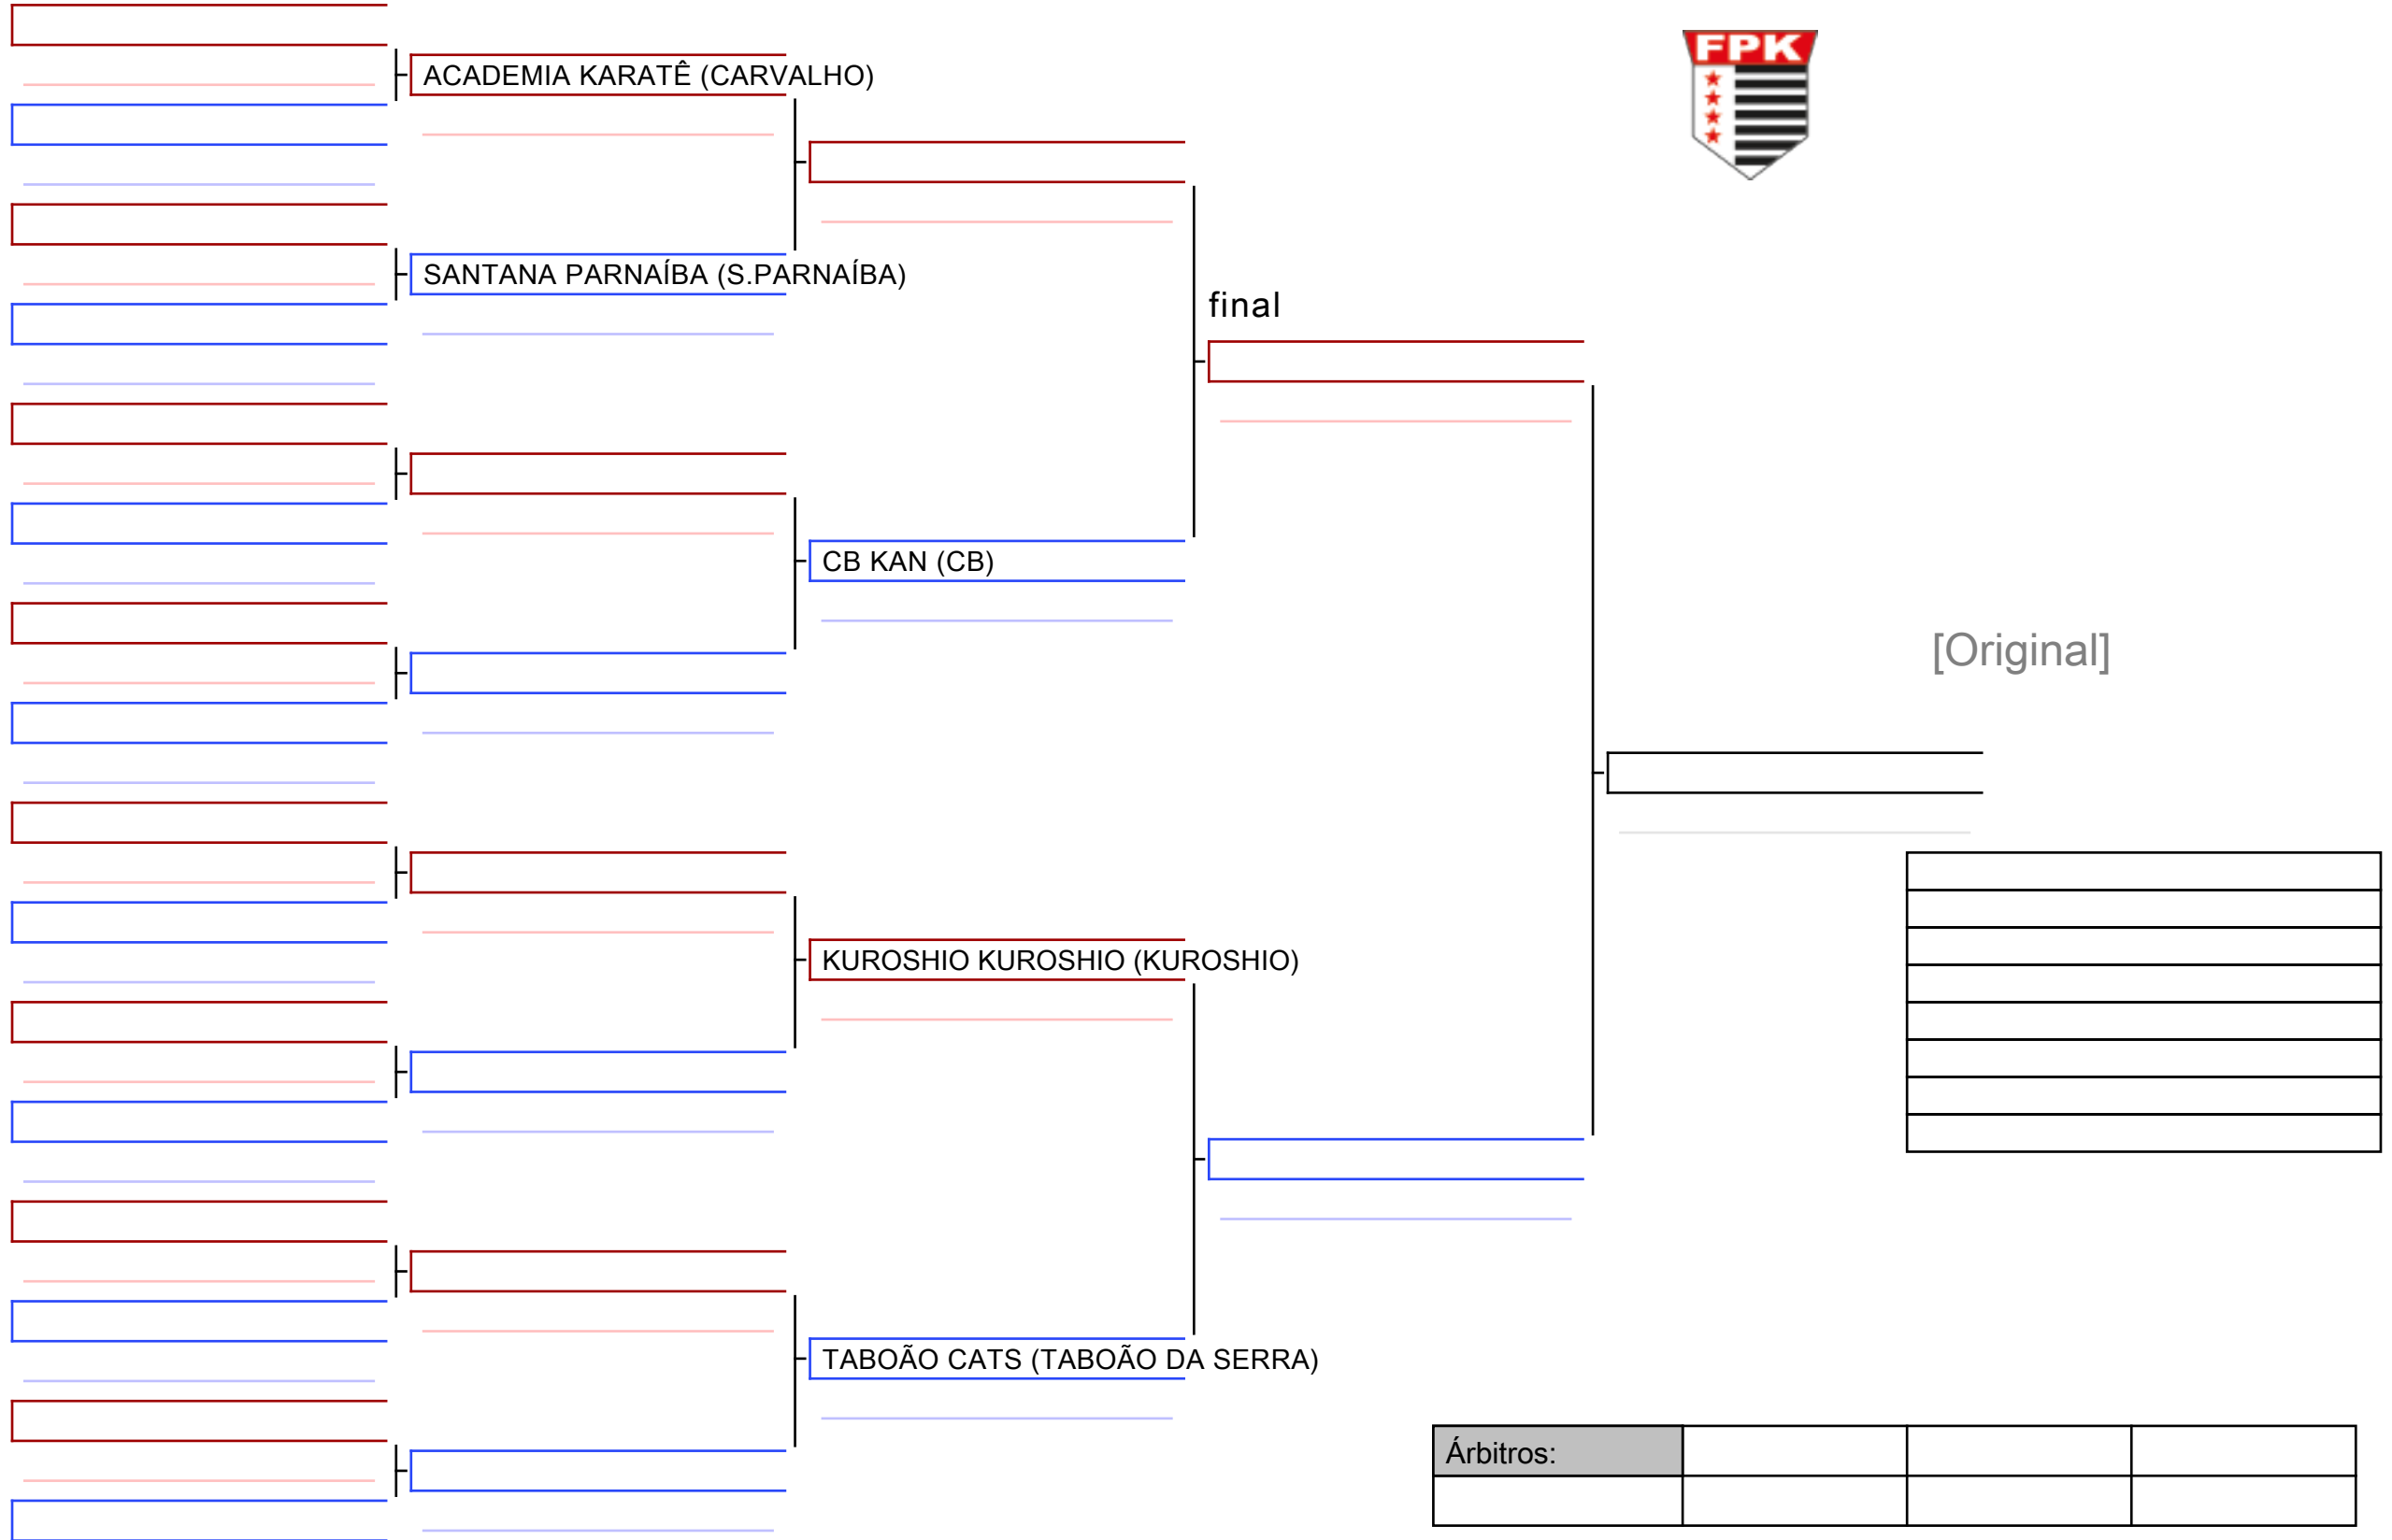 FPK
ACADEMIA KARATÊ (CARVALHO)
SANTANA PARNAÍBA (S.PARNAÍBA)
final
CB KAN (CB)
[Original]
KUROSHIO KUROSHIO (KUROSHIO)
TABOÃO CATS (TABOÃO DA SERRA)
Árbitros: